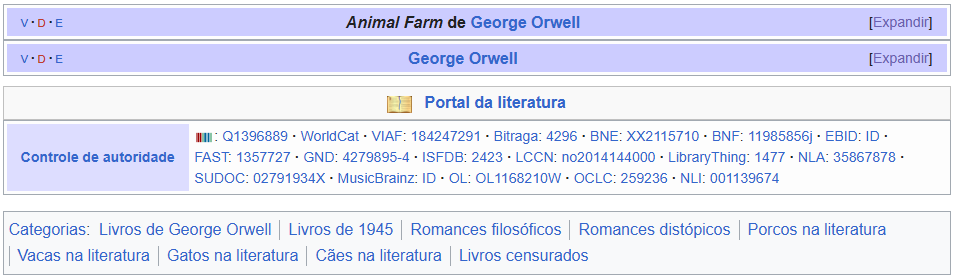 V · D · E Animal Farm de George Orwell [Expandir]
V · D · E George Orwell [Expandir]
Portal da literatura
Controle de autoridade
: Q1396889 · WorldCat · VIAF: 184247291 · Bitraga: 4296 · BNE: XX2115710 · BNF: 11985856j · EBID: ID ·
FAST: 1357727 · GND: 4279895-4 · ISFDB: 2423 · LCCN: no2014144000 · LibraryThing: 1477 · NLA: 35867878 ·
SUDOC: 02791934X · MusicBrainz: ID · OL: OL1168210W · OCLC: 259236 · NLI: 001139674
Categorias: Livros de George Orwell | Livros de 1945 | Romances filosóficos | Romances distópicos | Porcos na literatura
| Vacas na literatura | Gatos na literatura | Cães na literatura | Livros censurados